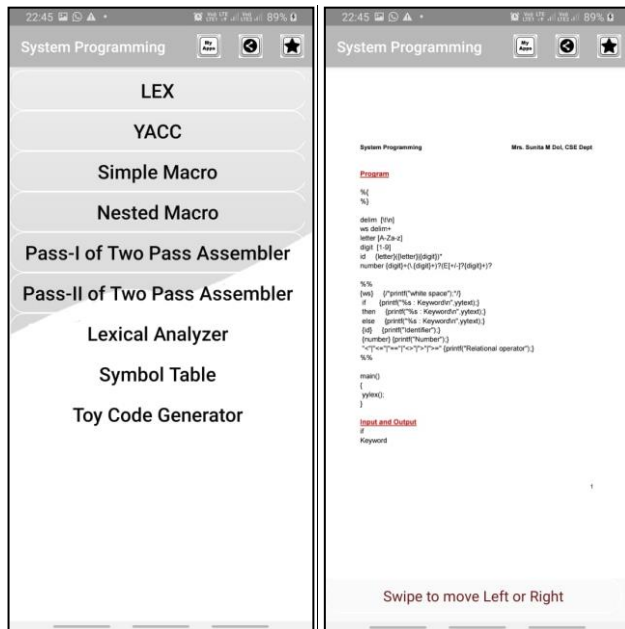 22:45
89%
System Programming
My Apps
LEX
YACC
Simple Macro
Nested Macro
Pass-I of Two Pass Assembler
Pass-II of Two Pass Assembler
Lexical Analyzer
Symbol Table
Toy Code Generator
22:45
89%
System Programming
My Apps
System Programming Mrs. Sunita M Dol, CSE Dept
Program
%{
%}
delim [\t\n]
ws delim+
letter [A-Za-z]
digit [1-9]
id {letter}({letter}|{digit})*
number {digit}+(\.{digit}+)?(E[+/-]?{digit}+)?
%%
{ws} {/*printf("white space");*/}
if {printf("%s : Keyword\n",yytext);}
then {printf("%s : Keyword\n",yytext);}
else {printf("%s : Keyword\n",yytext);}
{id} {printf("Identifier");}
{number} {printf("Number");}
"<"|"<="|"=="|"<>"|">"|">=" {printf("Relational operator");}
%%
main()
{
yylex();
}
Input and Output
if
Keyword
1
Swipe to move Left or Right